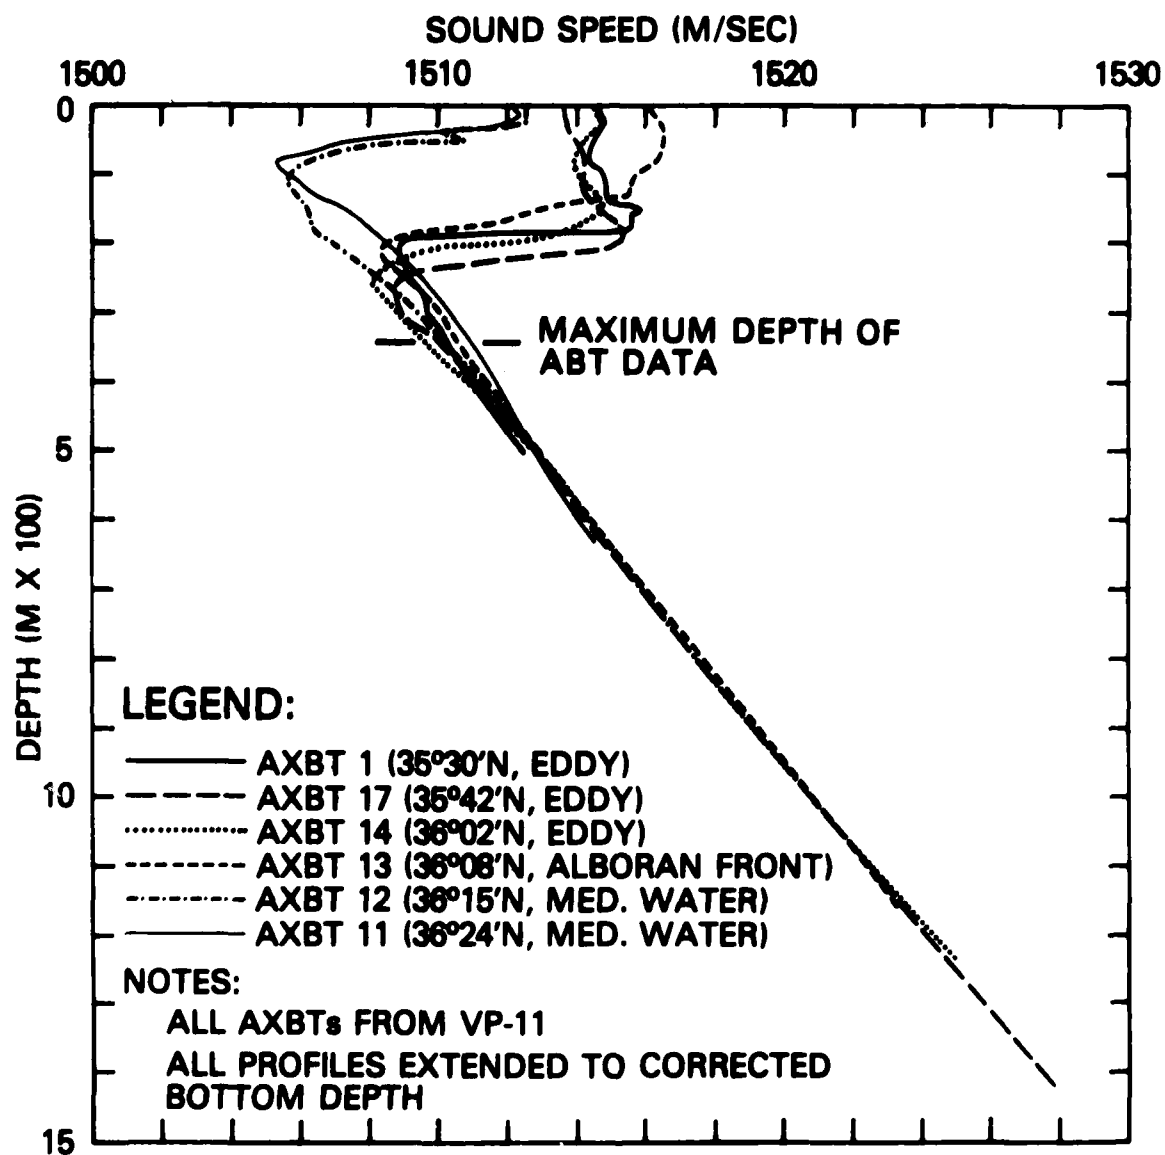 SOUND SPEED (M/SEC)
1500 1510 1520 1530
0
MAXIMUM DEPTH OF
ABT DATA
5
DEPTH (M X 100)
LEGEND:
AXBT 1 (35°30'N, EDDY)
10
AXBT 17 (35°42'N, EDDY)
AXBT 14 (36°02'N, EDDY)
AXBT 13 (36°08'N, ALBORAN FRONT)
AXBT 12 (36°15'N, MED. WATER)
AXBT 11 (36°24'N, MED. WATER)
NOTES:
ALL AXBTs FROM VP-11
ALL PROFILES EXTENDED TO CORRECTED
BOTTOM DEPTH
15